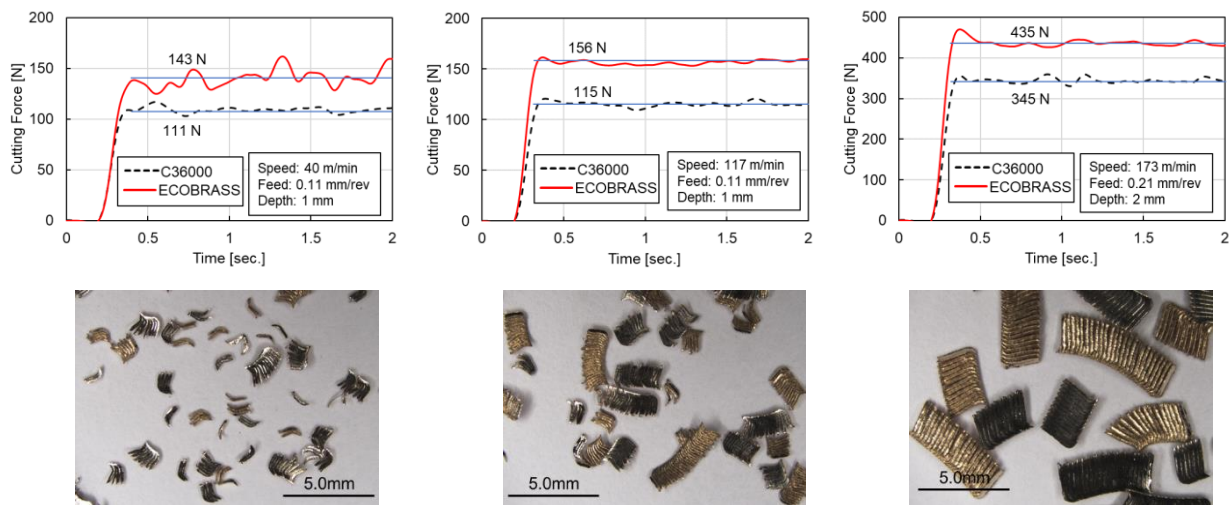 Cutting Force [N]
200
150
100
50
0
143 N
111 N
C36000
ECOBRASS
Speed: 40 m/min
Feed: 0.11 mm/rev
Depth: 1 mm
0 0.5 1 1.5 2
Time [sec.]
Cutting Force [N]
200
150
100
50
0
156 N
115 N
C36000
ECOBRASS
Speed: 117 m/min
Feed: 0.11 mm/rev
Depth: 1 mm
0 0.5 1 1.5 2
Time [sec.]
Cutting Force [N]
500
400
300
200
100
0
435 N
345 N
C36000
ECOBRASS
Speed: 173 m/min
Feed: 0.21 mm/rev
Depth: 2 mm
0 0.5 1 1.5 2
Time [sec.]
5.0mm
5.0mm
5.0mm